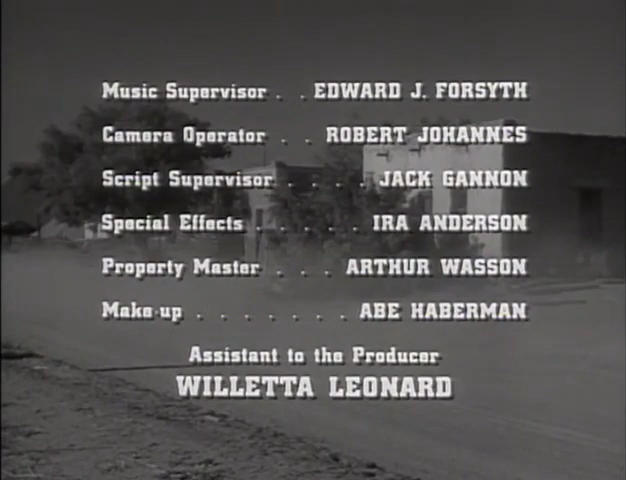 Music Supervisor . . EDWARD J. FORSYTH
Camera Operator . . ROBERT JOHANNES
Script Supervisor . . . . JACK GANNON
Special Effects . . . . . IRA ANDERSON
Property Master . . . ARTHUR WASSON
Make-up . . . . . . . ABE HABERMAN
Assistant to the Producer
WILLETTA LEONARD